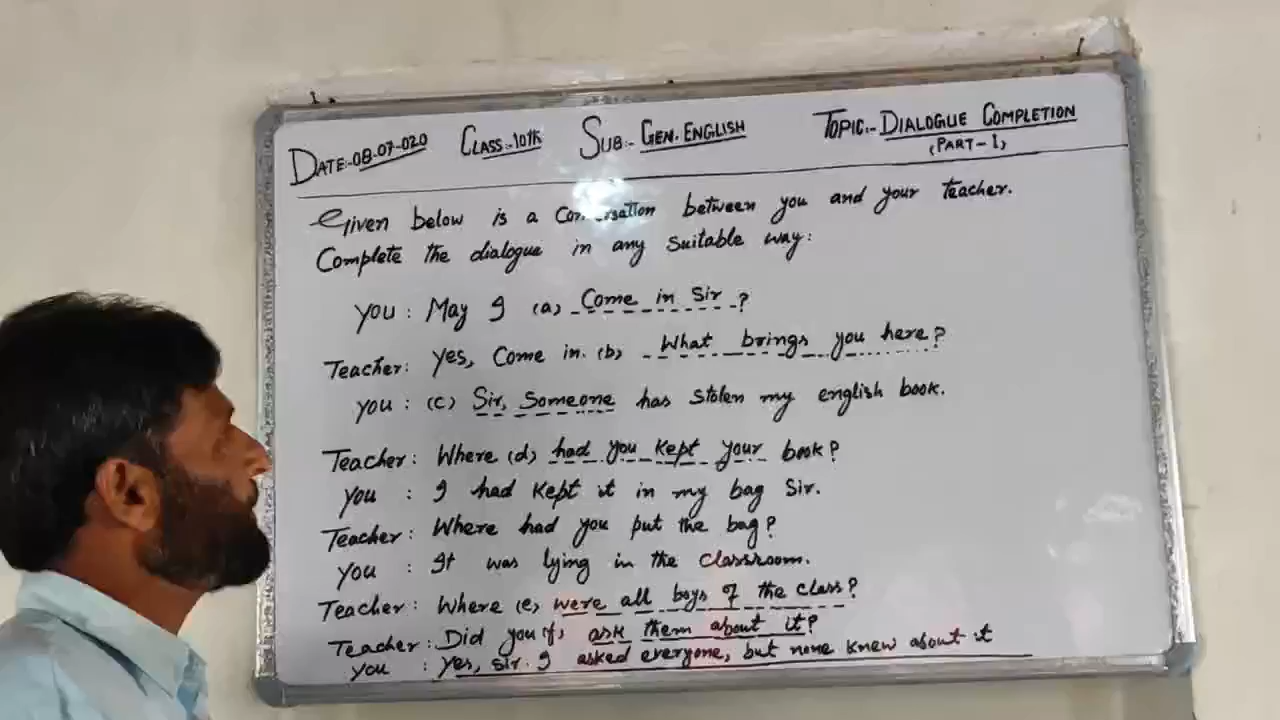 DATE:-08-07-020 CLASS:-10TH SUB:- GEN. ENGLISH TOPIC:- DIALOGUE COMPLETION
(PART-1)
Given below is a between you and your teacher.
Complete the dialogue in any suitable way:
you : May I (a) Come in Sir ?
Teacher: yes, Come in. (b) What brings you here?
you : (c) Sir, Someone has stolen my english book.
Teacher: Where (d) had you kept your book?
you : I had kept it in my bag Sir.
Teacher: Where had you put the bag?
you : It was lying in the classroom.
Teacher: Where (e) were all boys of the class?
Teacher: Did you (f) ask them about it?
you : yes, sir. I asked everyone, but none knew about it